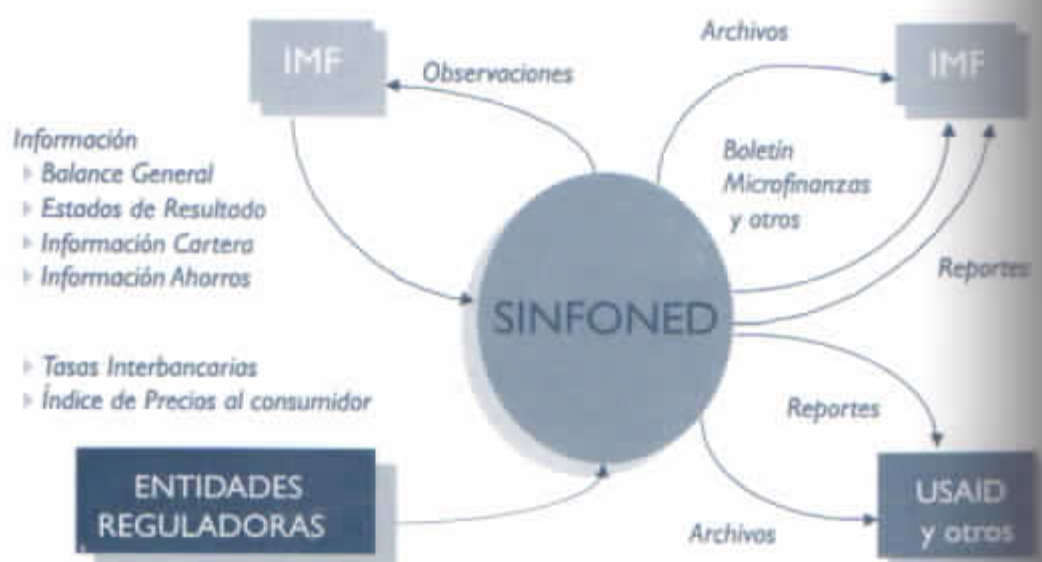 IMF
Observaciones
Archivos
IMF
Información
Balance General
Estados de Resultado
Información Cartera
Información Ahorros
Boletín
Microfinanzas
y otros
Reportes
SINFONED
Tasas Interbancarias
Índice de Precios al consumidor
Reportes
ENTIDADES
REGULADORAS
Archivos
USAID
y otros